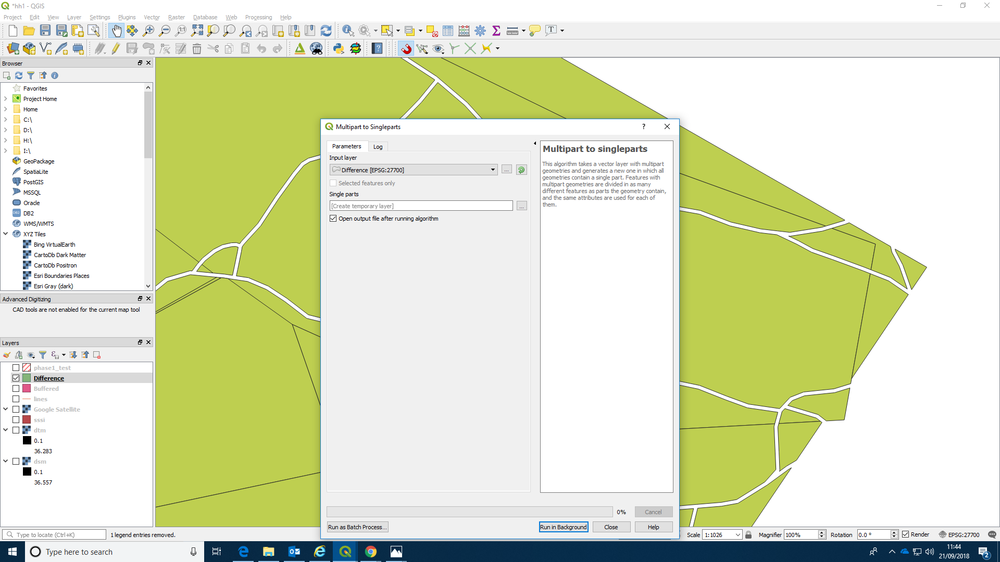 *hh1 - QGIS
Project Edit View Layer Settings Plugins Vector Raster Database Web Processing Help
Browser
Favorites
Project Home
Home
C:\
D:\
H:\
I:\
GeoPackage
SpatiaLite
PostGIS
MSSQL
Oracle
DB2
WMS/WMTS
XYZ Tiles
Bing VirtualEarth
CartoDb Dark Matter
CartoDb Positron
Esri Boundaries Places
Esri Gray (dark)
Advanced Digitizing
CAD tools are not enabled for the current map tool
Layers
phase1_test
Difference
Buffered
lines
Google Satellite
sssi
dtm
0.1
36.283
dsm
0.1
36.557
Multipart to Singleparts
?
Parameters Log
Input layer
Difference [EPSG:27700]
...
Selected features only
Single parts
[Create temporary layer]
...
Open output file after running algorithm
Multipart to singleparts
This algorithm takes a vector layer with multipart
geometries and generates a new one in which all
geometries contain a single part. Features with
multipart geometries are divided in as many
different features as parts the geometry contain,
and the same attributes are used for each of
them.
0% Cancel
Run as Batch Process... Run in Background Close Help
Type to locate (Ctrl+K) 1 legend entries removed. Scale 1:1026 Magnifier 100% Rotation 0.0 ° Render EPSG:27700
Type here to search
11:44
21/09/2018
2